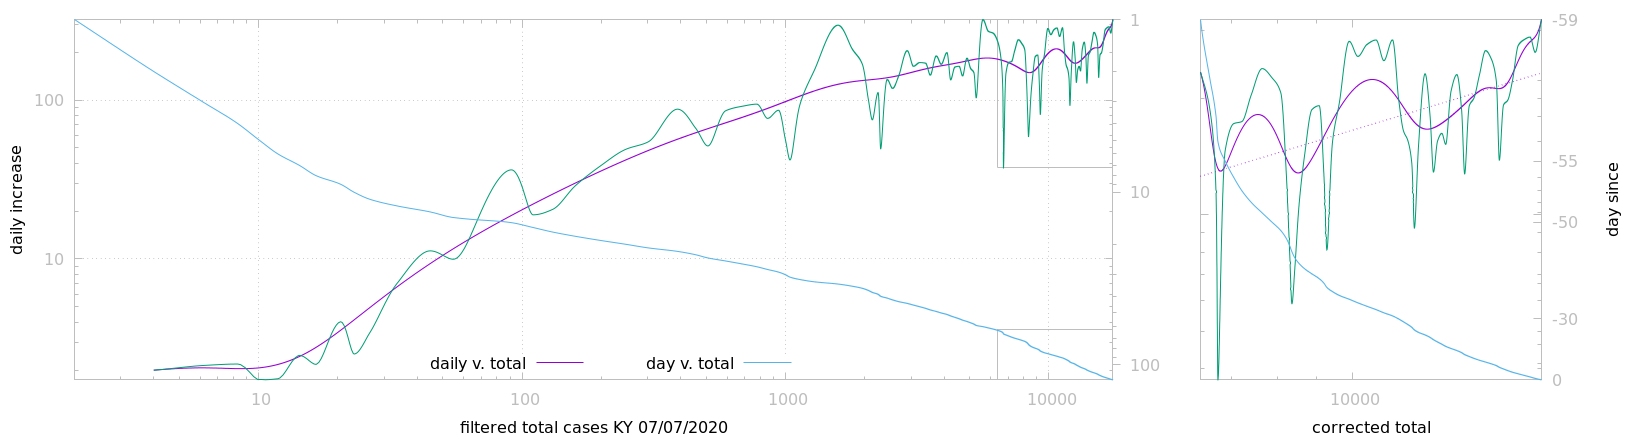 1
-59
100
daily increase
-55
day since
10
-50
10
-30
daily v. total
day v. total
100
0
10
100
1000
10000
10000
filtered total cases KY 07/07/2020
corrected total